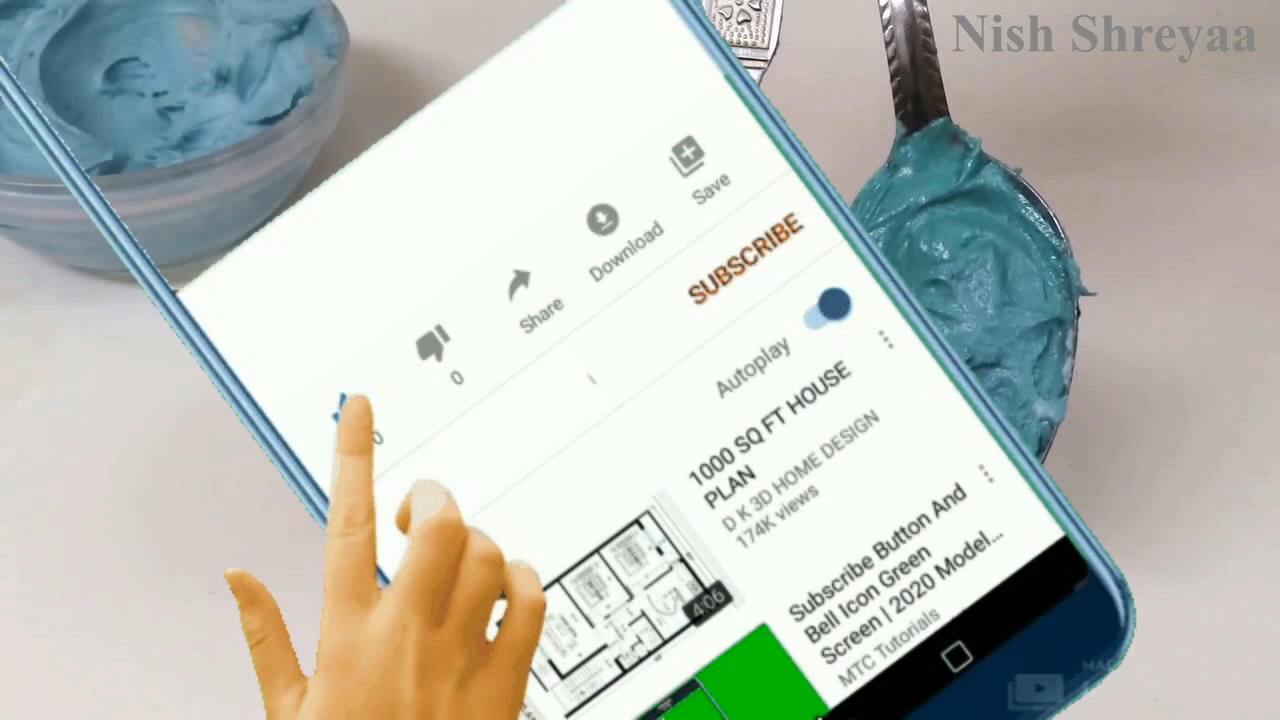 Nish Shreyaa
Save
Download
Share
0
0
SUBSCRIBE
Autoplay
1000 SQ FT HOUSE
PLAN
D K 3D HOME DESIGN
174K views
4:06
Subscribe Button And
Bell Icon Green
Screen | 2020 Model...
MTC Tutorials